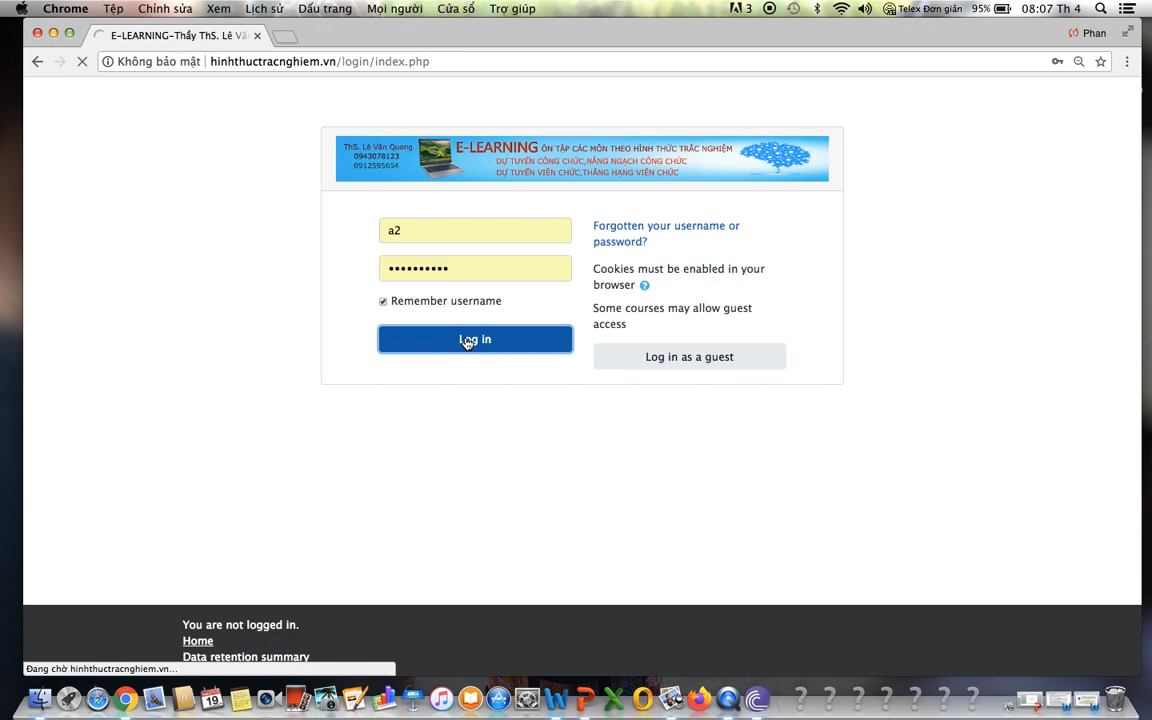 Chrome Tệp Chỉnh sửa Xem Lịch sử Dấu trang Mọi người Cửa sổ Trợ giúp 3 Telex Đơn giản 95% 08:07 Th 4
E-LEARNING-Thầy ThS. Lê Vă Phan
Không bảo mật hinhthuctracnghiem.vn/login/index.php
ThS. Lê Văn Quang
0943078123
0912595654
E-LEARNING ÔN TẬP CÁC MÔN THEO HÌNH THỨC TRẮC NGHIỆM
DỰ TUYỂN CÔNG CHỨC,NÂNG NGẠCH CÔNG CHỨC
DỰ TUYỂN VIÊN CHỨC,THĂNG HẠNG VIÊN CHỨC
a2
Remember username
Log in
Forgotten your username or
password?
Cookies must be enabled in your
browser
Some courses may allow guest
access
Log in as a guest
You are not logged in.
Home
Data retention summary
Đang chờ hinhthuctracnghiem.vn...
19